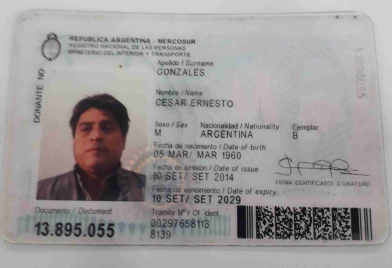 REPUBLICA ARGENTINA - MERCOSUR
REGISTRO NACIONAL DE LAS PERSONAS
MINISTERIO DEL INTERIOR Y TRANSPORTE
Apellido / Surname
GONZALES
Nombre / Name
CESAR ERNESTO
Sexo / Sex Nacionalidad / Nationality Ejemplar
M ARGENTINA B
Fecha de nacimiento / Date of birth
05 MAR/ MAR 1960
Fecha de emisión / Date of issue
10 SET/ SET 2014
FIRMA IDENTIFICADO/ SIGNATURE
Fecha de vencimiento / Date of expiry
10 SET/ SET 2029
Documento / Document
13.895.055
Trámite Nº / Of. ident.
00297658113
8139
DONANTE NO